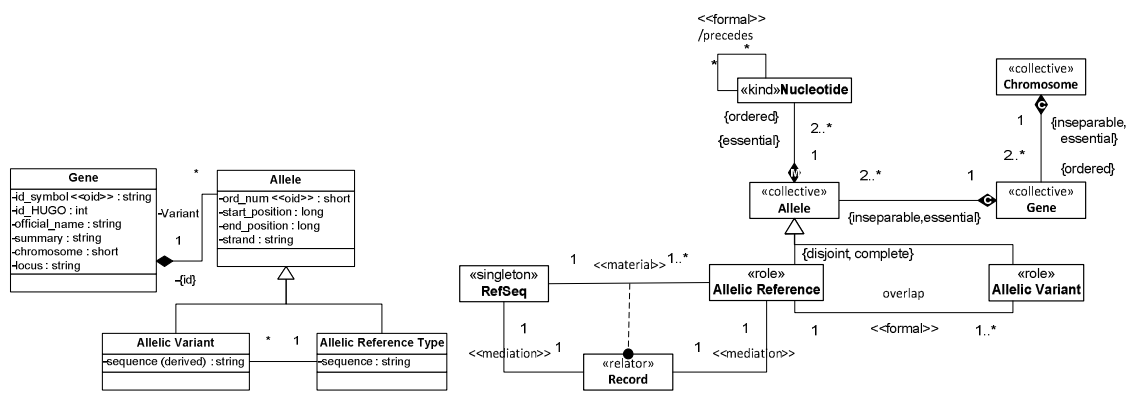 Gene
-id_symbol <<oid>> : string
-id_HUGO : int
-official_name : string
-summary : string
-chromosome : short
-locus : string
*
-Variant
1
-{id}
Allele
-ord_num <<oid>> : short
-start_position : long
-end_position : long
-strand : string
Allelic Variant
-sequence (derived) : string
*
1
Allelic Reference Type
-sequence : string
<<formal>>
/precedes
*
*
«kind»Nucleotide
{ordered}
{essential}
2..*
1
M
«collective»
Allele
2..*
1
{inseparable,essential}
C
«collective»
Chromosome
C
1
{inseparable,
essential}
2..*
{ordered}
«collective»
Gene
{disjoint, complete}
«singleton»
RefSeq
1
<<material>>
1..*
«role»
Allelic Reference
«role»
Allelic Variant
overlap
1
<<formal>>
1..*
1
<<mediation>>
1
«relator»
Record
1
1
<<mediation>>